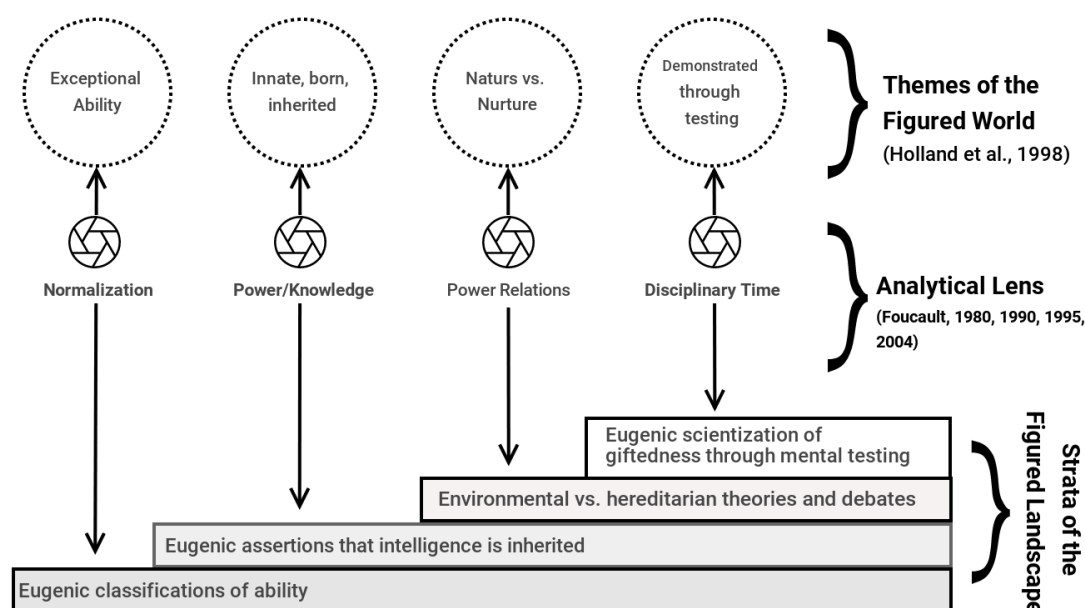 Exceptional
Ability
Innate, born,
inherited
Naturs vs.
Nurture
Demonstrated
through
testing
Themes of the
Figured World
(Holland et al., 1998)
Normalization
Power/Knowledge
Power Relations
Disciplinary Time
Analytical Lens
(Foucault, 1980, 1990, 1995,
2004)
Eugenic scientization of
giftedness through mental testing
Environmental vs. hereditarian theories and debates
Eugenic assertions that intelligence is inherited
Eugenic classifications of ability
Strata of the
Figured Landscape